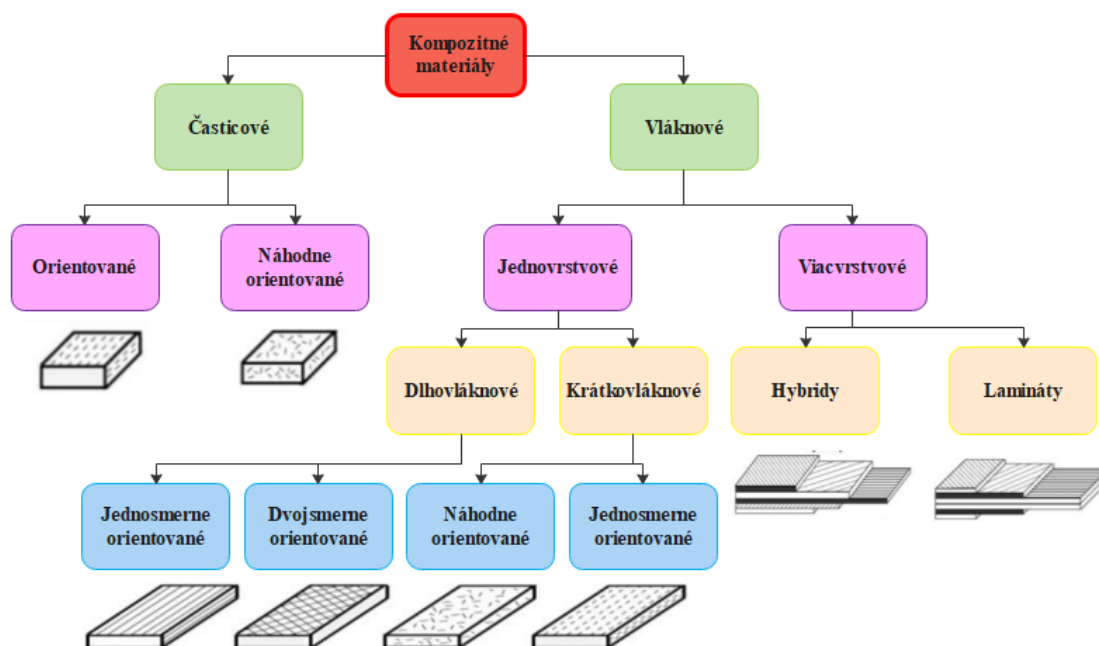 Kompozitné
materiály
Časticové
Vláknové
Orientované
Náhodne
orientované
Jednovrstvové
Viacvrstvové
Dlhovláknové
Krátkovláknové
Hybridy
Lamináty
Jednosmerne
orientované
Dvojsmerne
orientované
Náhodne
orientované
Jednosmerne
orientované